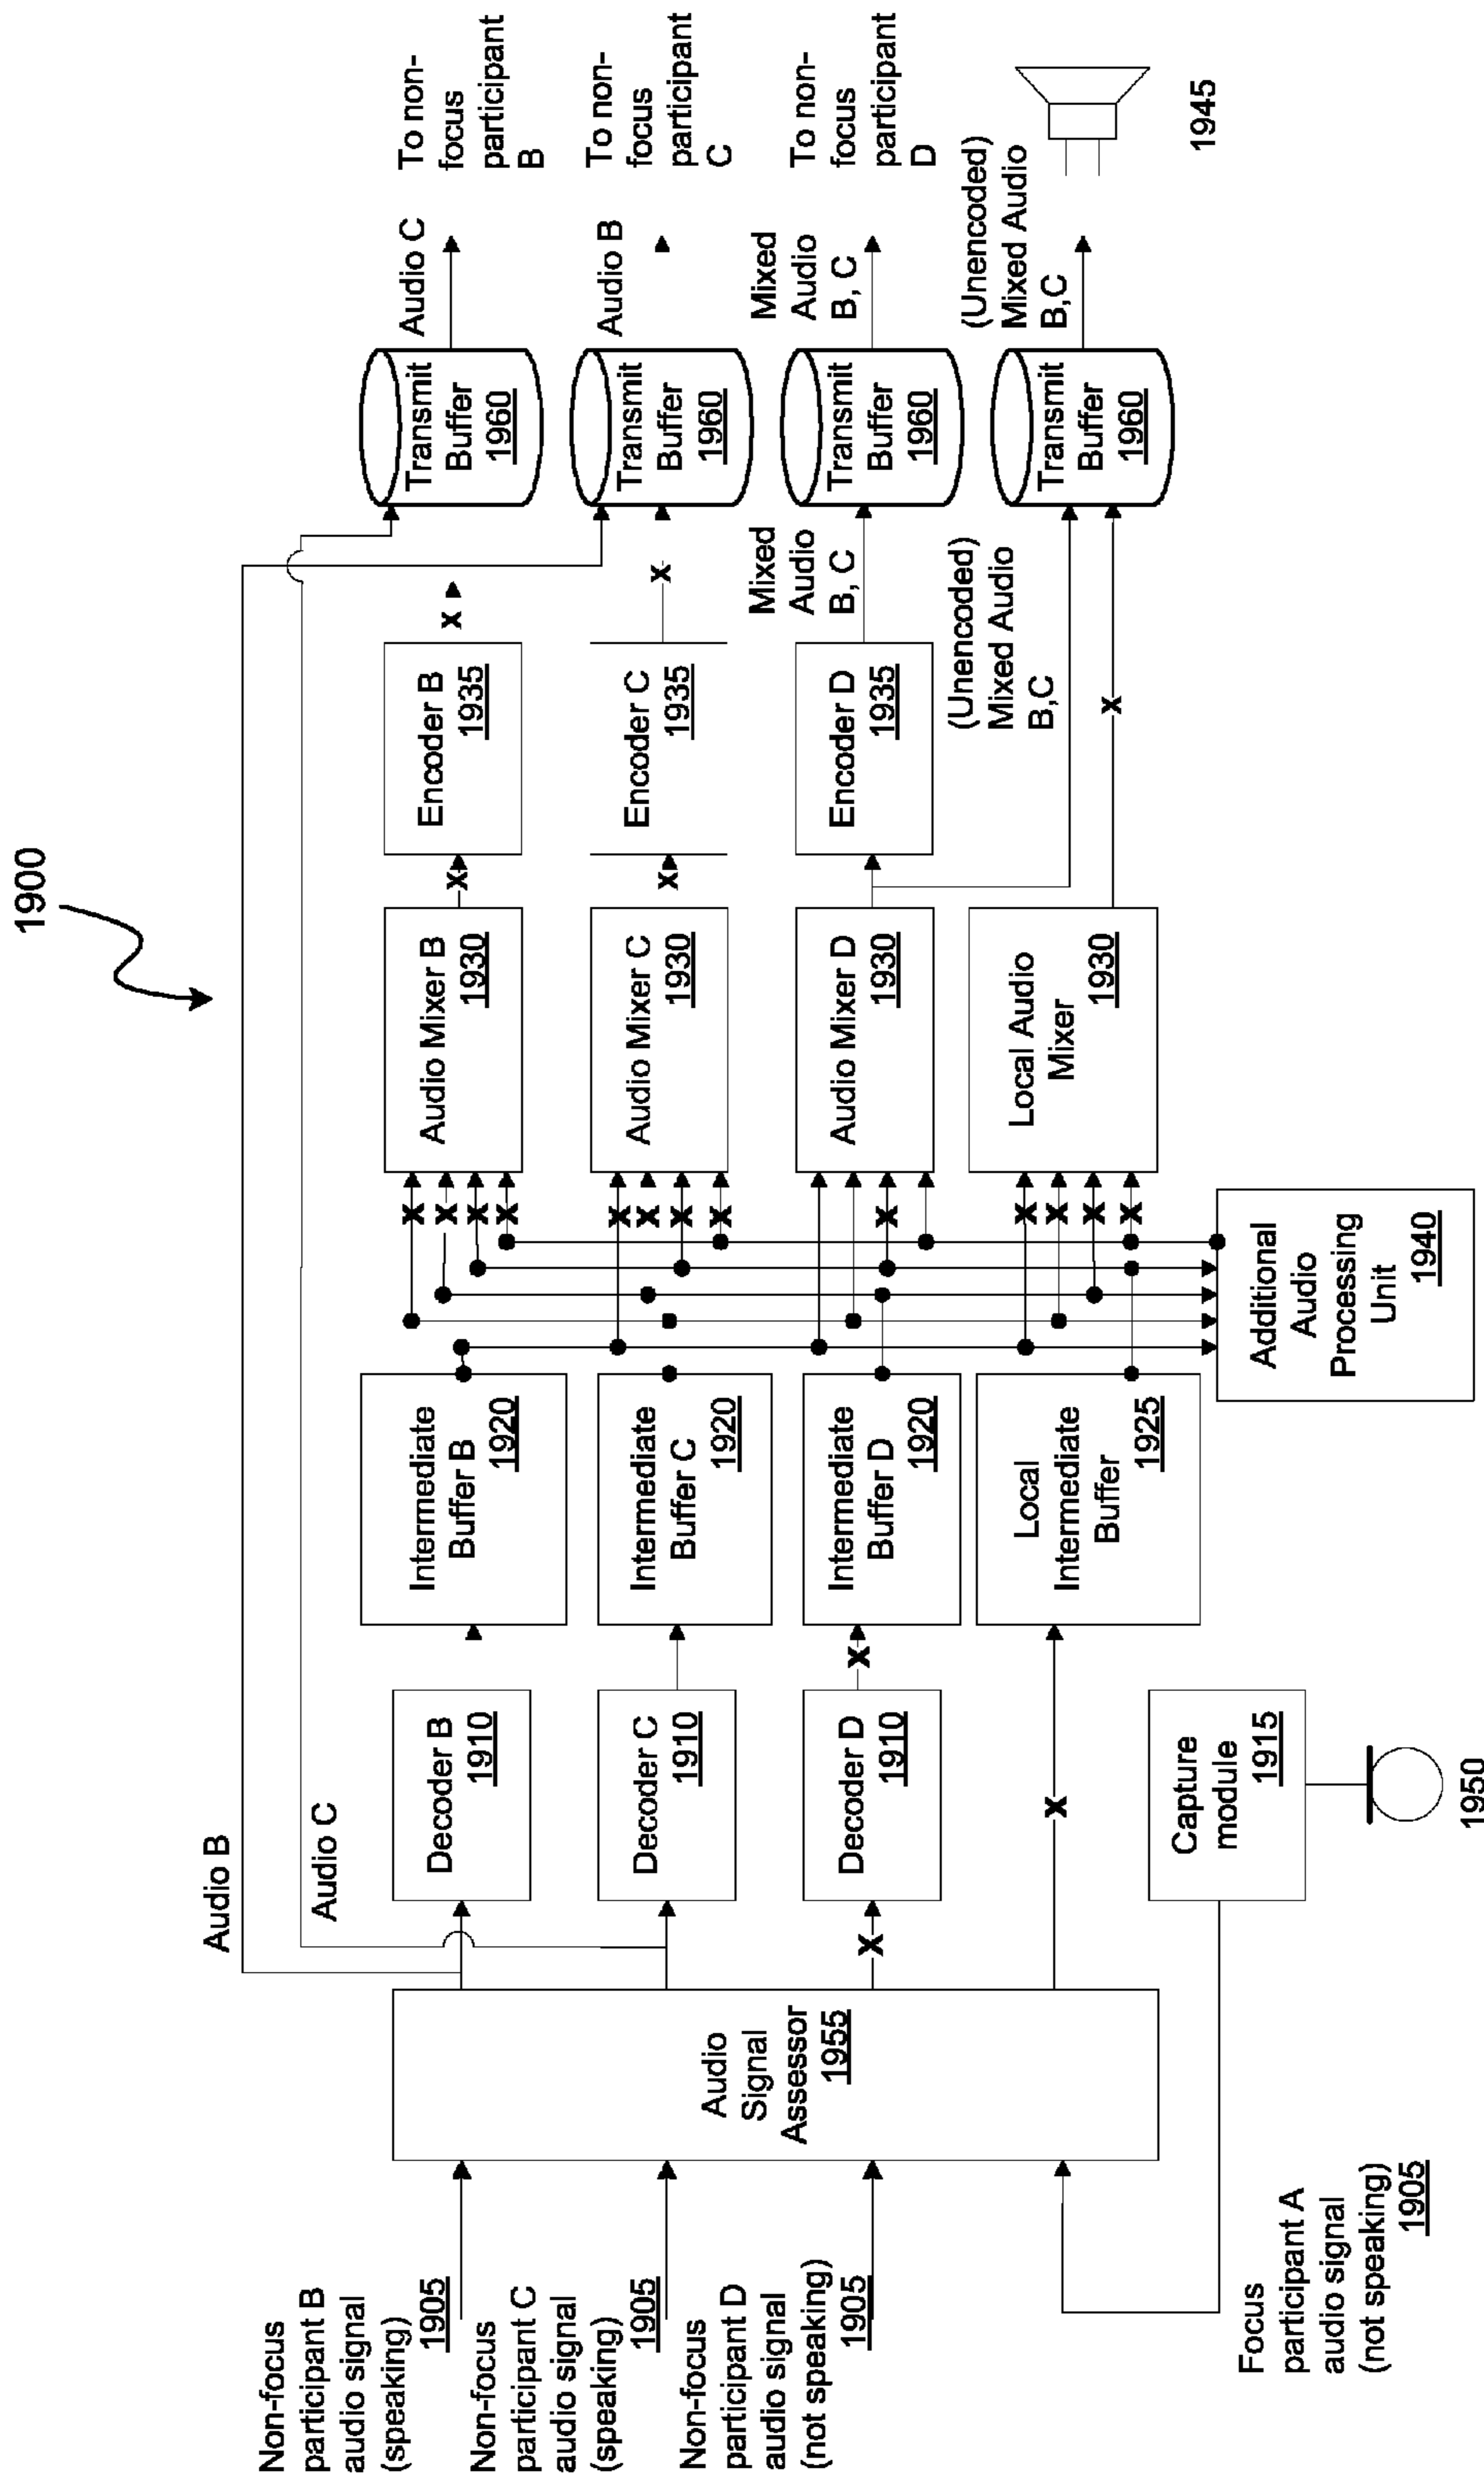 1900
Audio B
Audio C
Non-focus
participant B
audio signal
(speaking)
1905
Non-focus
participant C
audio signal
(speaking)
1905
Non-focus
participant D
audio signal
(not speaking)
1905
Focus
participant A
audio signal
(not speaking)
1905
Audio
Signal
Assessor
1955
Decoder B
1910
Decoder C
1910
Decoder D
1910
Capture
module
1915
1950
Intermediate
Buffer B
1920
Intermediate
Buffer C
1920
Intermediate
Buffer D
1920
Local
Intermediate
Buffer
1925
Additional
Audio
Processing
Unit
1940
Audio Mixer B
1930
Audio Mixer C
1930
Audio Mixer D
1930
Local Audio
Mixer
1930
Encoder B
1935
Encoder C
1935
Encoder D
1935
Mixed
Audio
B, C
(Unencoded)
Mixed Audio
B,C
Transmit
Buffer
1960
Transmit
Buffer
1960
Transmit
Buffer
1960
Transmit
Buffer
1960
Audio C
Audio B
Mixed
Audio
B, C
(Unencoded)
Mixed Audio
B,C
To non-
focus
participant
B
To non-
focus
participant
C
To non-
focus
participant
D
1945